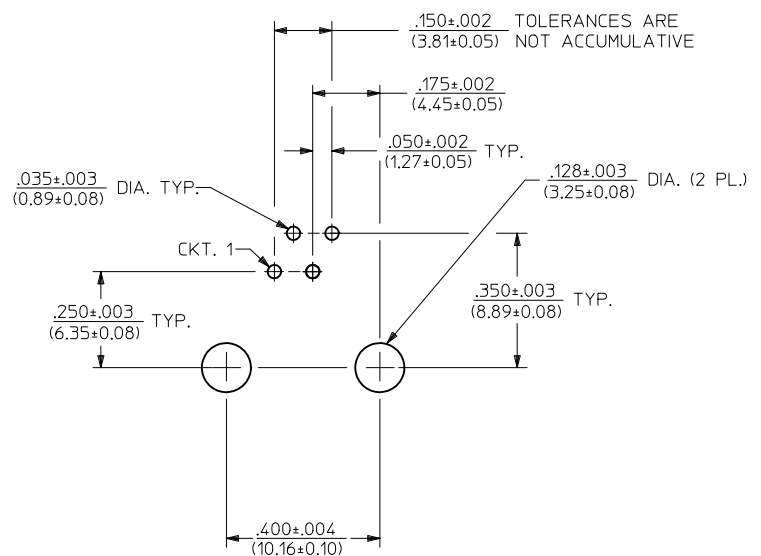 .150±.002 TOLERANCES ARE
(3.81±0.05) NOT ACCUMULATIVE
.175±.002
(4.45±0.05)
.050±.002 TYP.
(1.27±0.05)
.035±.003 DIA. TYP.
(0.89±0.08)
.128±.003 DIA. (2 PL.)
(3.25±0.08)
CKT. 1
.250±.003 TYP.
(6.35±0.08)
.350±.003 TYP.
(8.89±0.08)
.400±.004
(10.16±0.10)